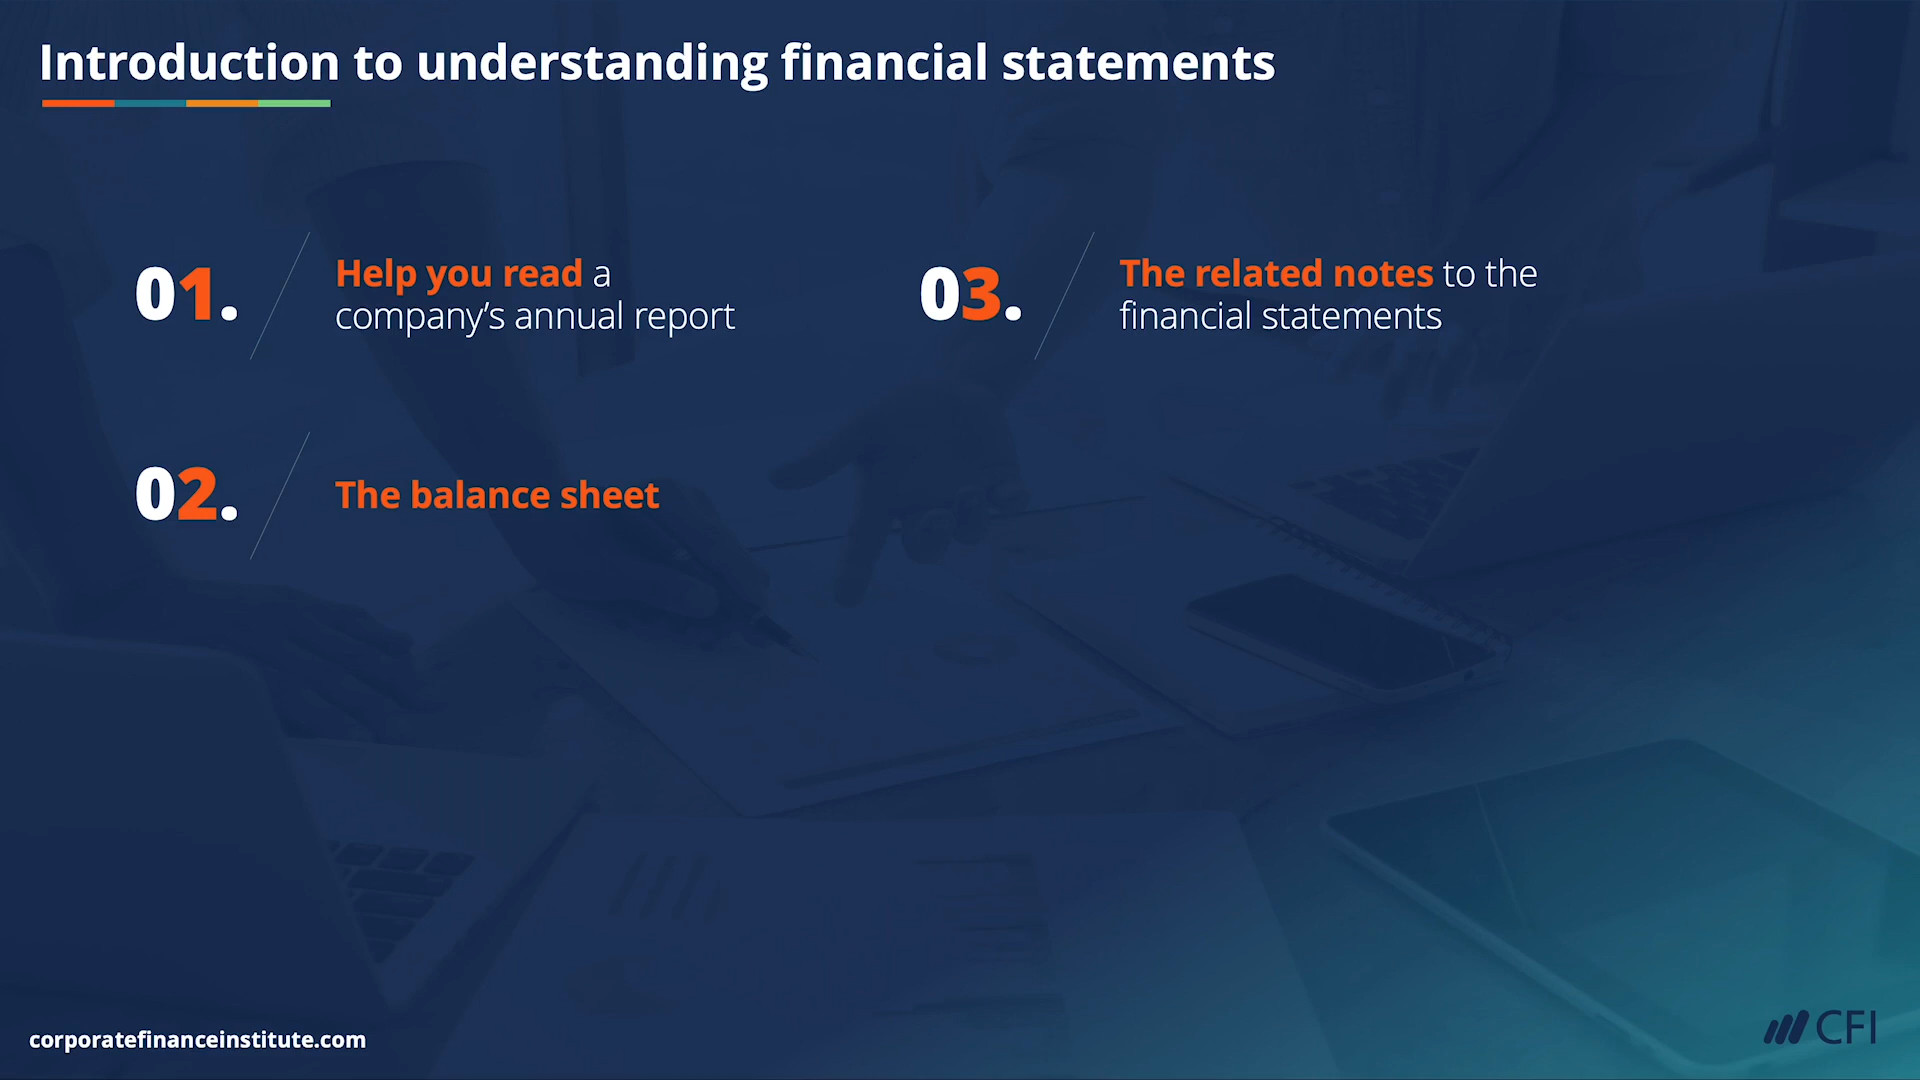 Introduction to understanding financial statements
01.
Help you read a
company’s annual report
02.
The balance sheet
03.
The related notes to the
financial statements
corporatefinanceinstitute.com
CFI